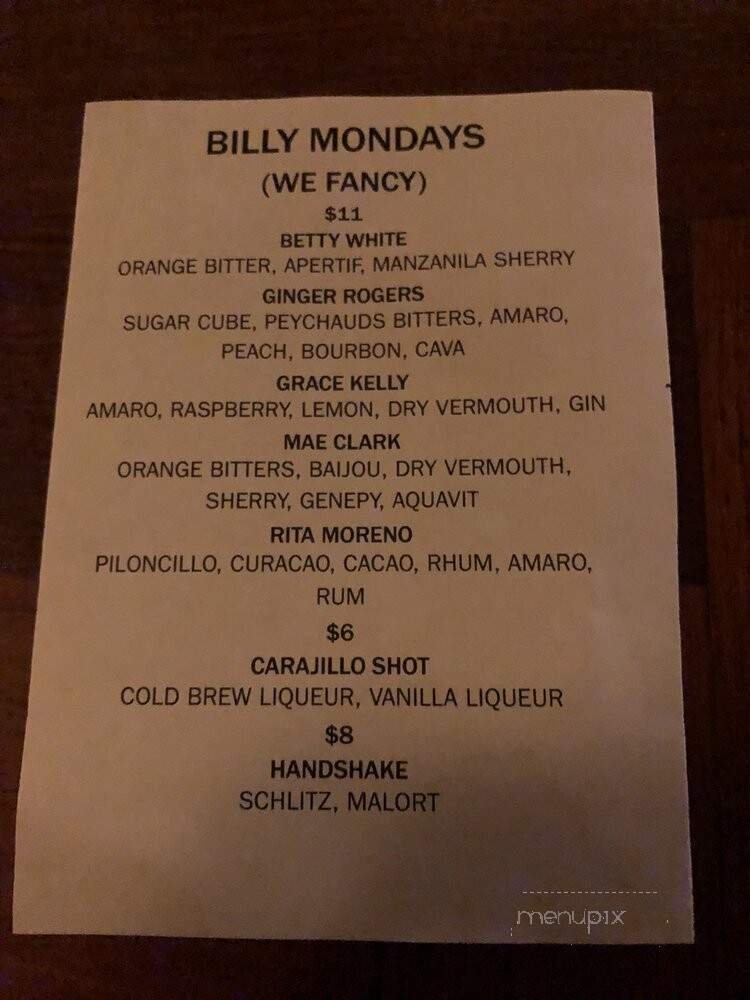 BILLY MONDAYS
(WE FANCY)
$11
BETTY WHITE
ORANGE BITTER, APERTIF, MANZANILA SHERRY
GINGER ROGERS
SUGAR CUBE, PEYCHAUDS BITTERS, AMARO,
PEACH, BOURBON, CAVA
GRACE KELLY
AMARO, RASPBERRY, LEMON, DRY VERMOUTH, GIN
MAE CLARK
ORANGE BITTERS, BAIJOU, DRY VERMOUTH,
SHERRY, GENEPY, AQUAVIT
RITA MORENO
PILONCILLO, CURACAO, CACAO, RHUM, AMARO,
RUM
$6
CARAJILLO SHOT
COLD BREW LIQUEUR, VANILLA LIQUEUR
$8
HANDSHAKE
SCHLITZ, MALORT
menupix